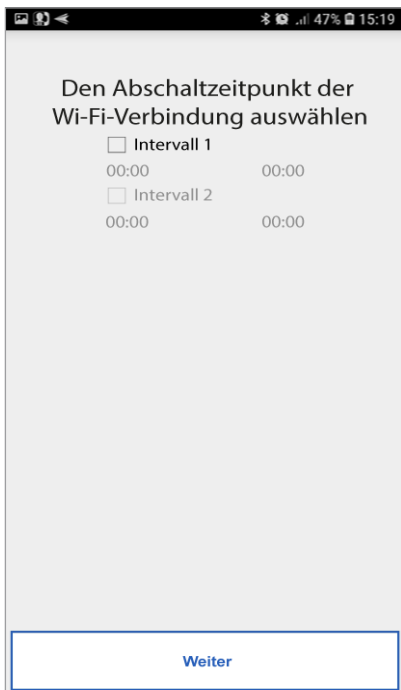 47% 15:19
Den Abschaltzeitpunkt der
Wi-Fi-Verbindung auswählen
Intervall 1
00:00 00:00
Intervall 2
00:00 00:00
Weiter